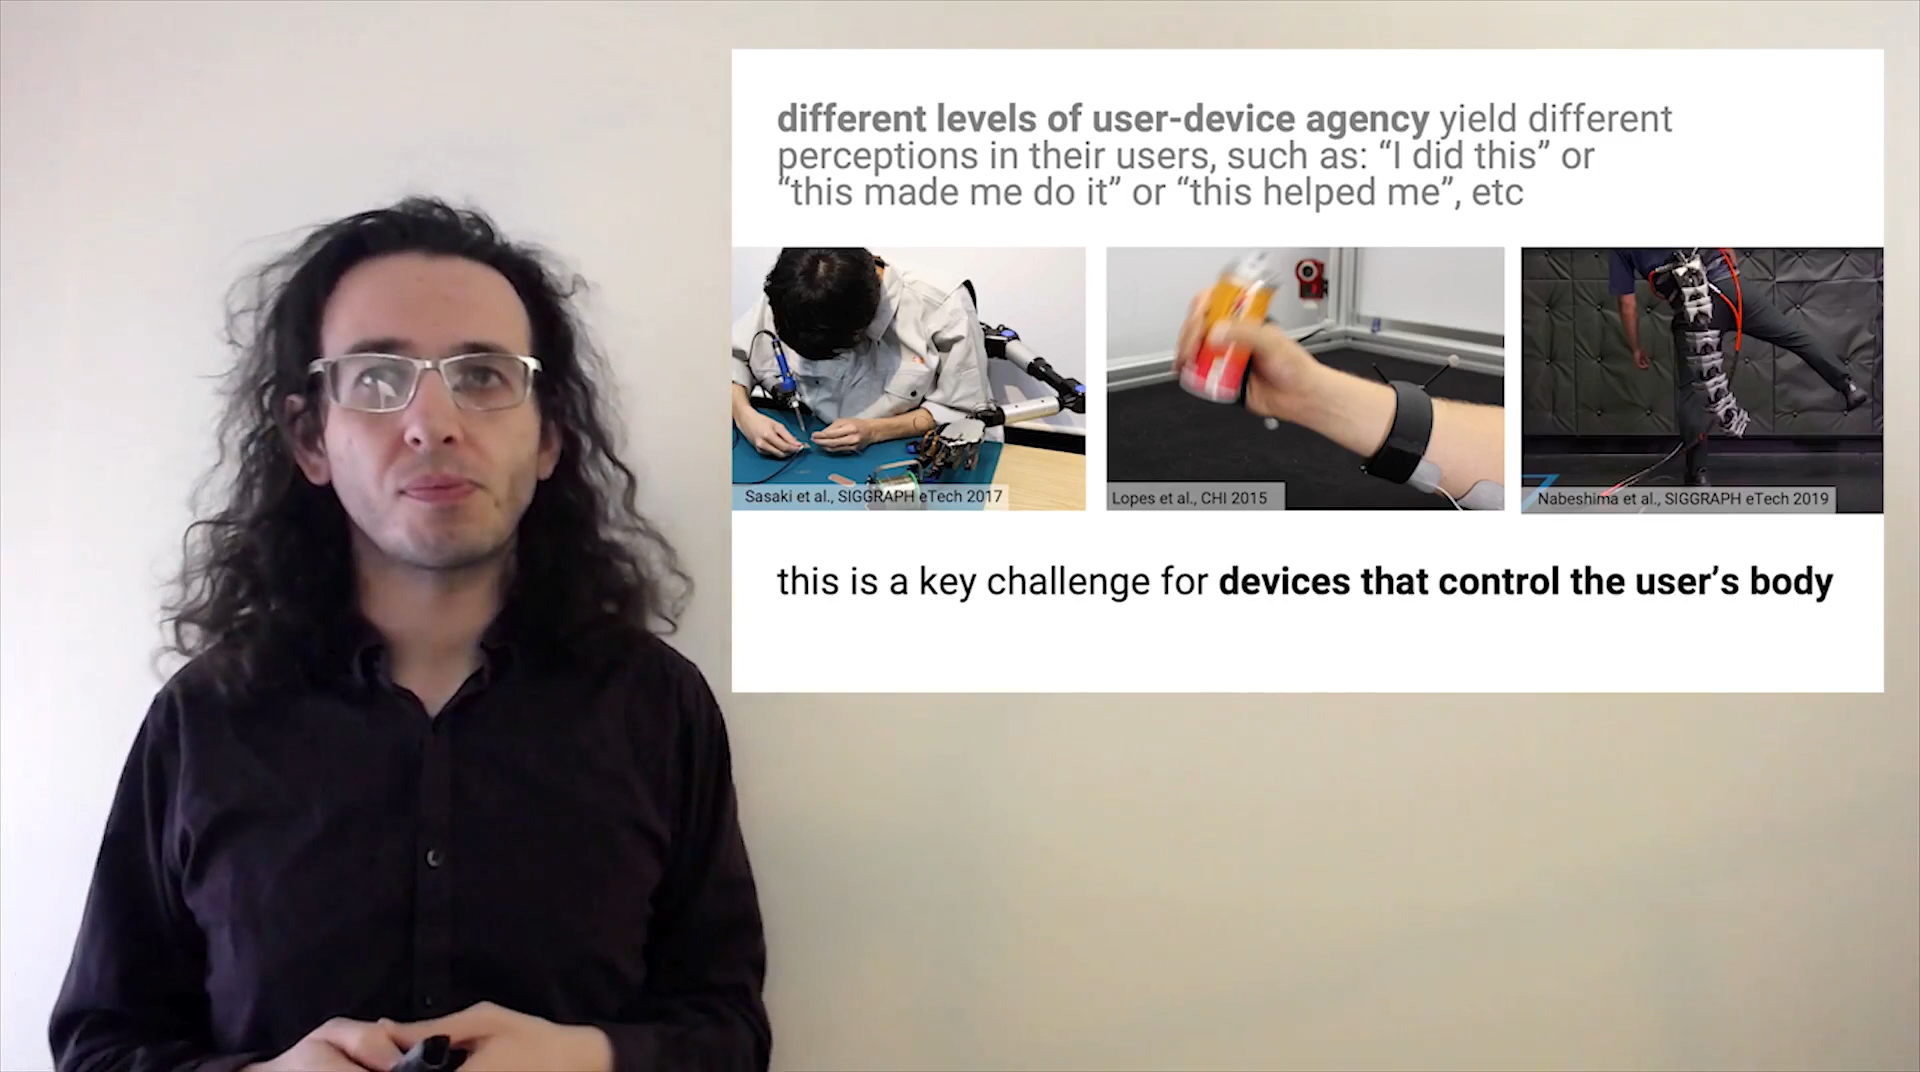 different levels of user-device agency yield different
perceptions in their users, such as: “I did this” or
“this made me do it” or “this helped me”, etc
Sasaki et al., SIGGRAPH eTech 2017
Lopes et al., CHI 2015
Nabeshima et al., SIGGRAPH eTech 2019
this is a key challenge for devices that control the user’s body